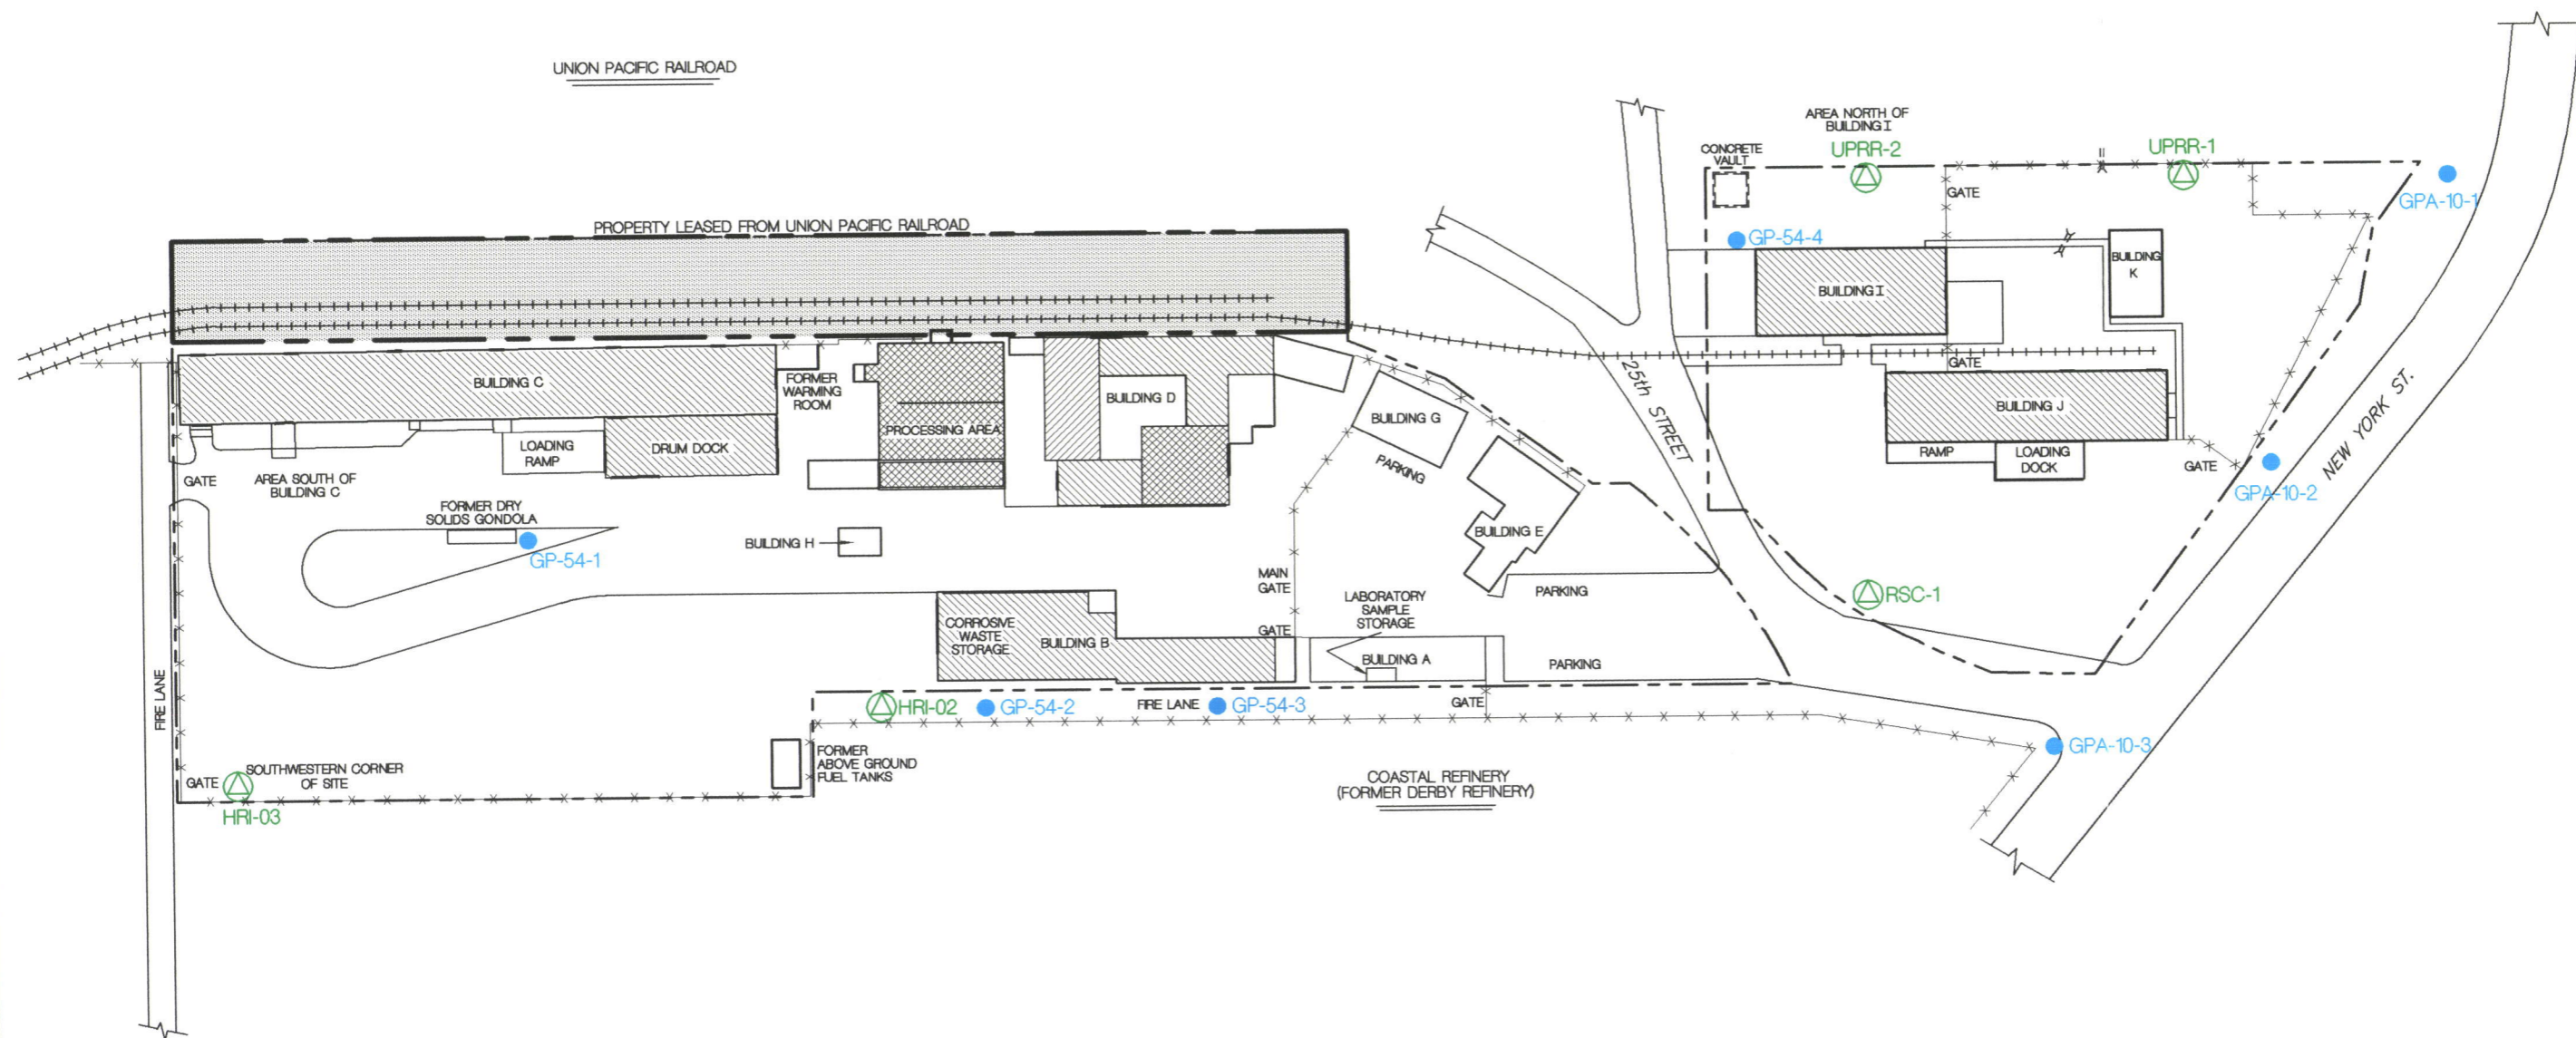 UNION PACIFIC RAILROAD
AREA NORTH OF
BUILDING I
UPRR-2
UPRR-1
CONCRETE
VAULT
GATE
GPA-10-1
PROPERTY LEASED FROM UNION PACIFIC RAILROAD
GP-54-4
BUILDING
K
BUILDING I
GATE
BUILDING C
FORMER
WARMING
ROOM
BUILDING D
25th STREET
BUILDING G
BUILDING J
NEW YORK ST.
PROCESSING AREA
LOADING
RAMP
DRUM DOCK
PARKING
RAMP
LOADING
DOCK
GATE
GATE
AREA SOUTH OF
BUILDING C
GPA-10-2
FORMER DRY
SOLIDS GONDOLA
GP-54-1
BUILDING H
BUILDING E
MAIN
GATE
LABORATORY
SAMPLE
STORAGE
PARKING
RSC-1
CORROSIVE
WASTE
STORAGE
BUILDING B
GATE
BUILDING A
PARKING
FIRE LANE
HRI-02
GP-54-2
FIRE LANE
GP-54-3
GATE
GPA-10-3
GATE
SOUTHWESTERN CORNER
OF SITE
HRI-03
FORMER
ABOVE GROUND
FUEL TANKS
COASTAL REFINERY
(FORMER DERBY REFINERY)